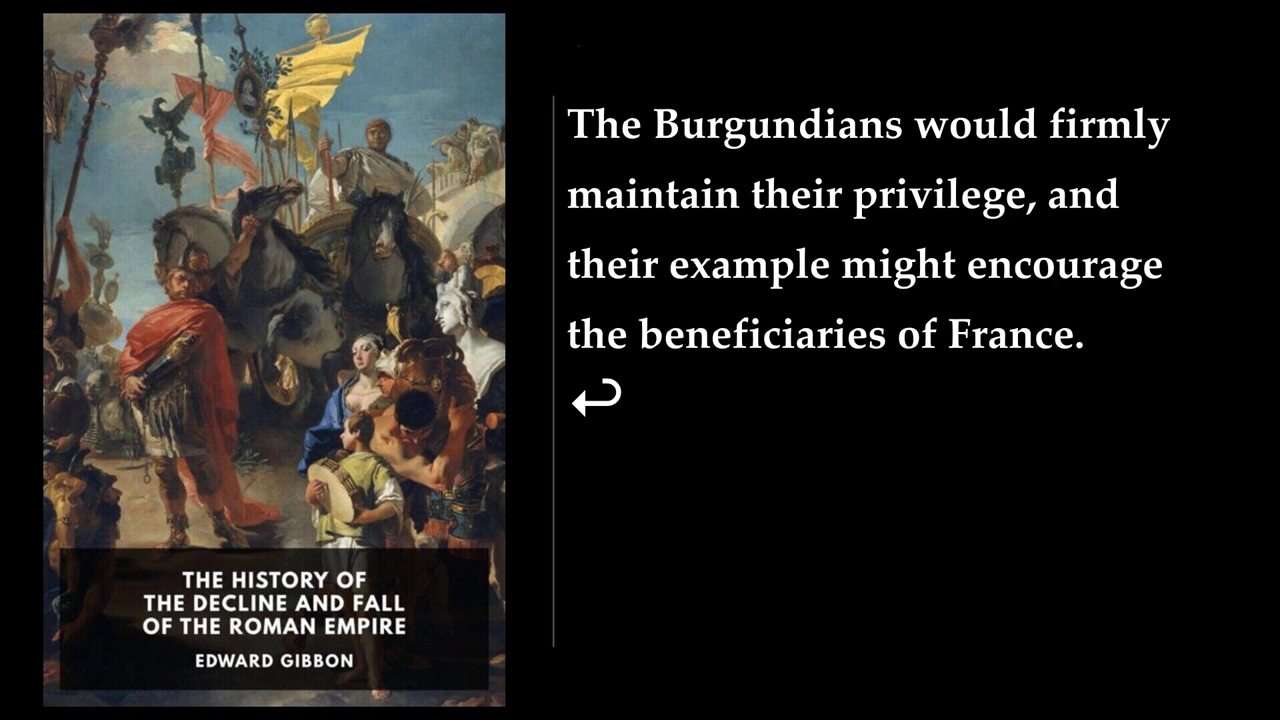 The Burgundians would firmly
maintain their privilege, and
their example might encourage
the beneficiaries of France.
↩
THE HISTORY OF
THE DECLINE AND FALL
OF THE ROMAN EMPIRE
EDWARD GIBBON